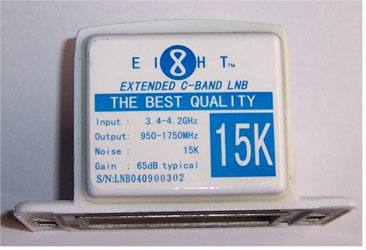 EI8HT™
EXTENDED C-BAND LNB
THE BEST QUALITY
Input : 3.4-4.2GHz
Output: 950-1750MHz
Noise : 15K
Gain : 65dB typical
S/N:LNB040900302
15K